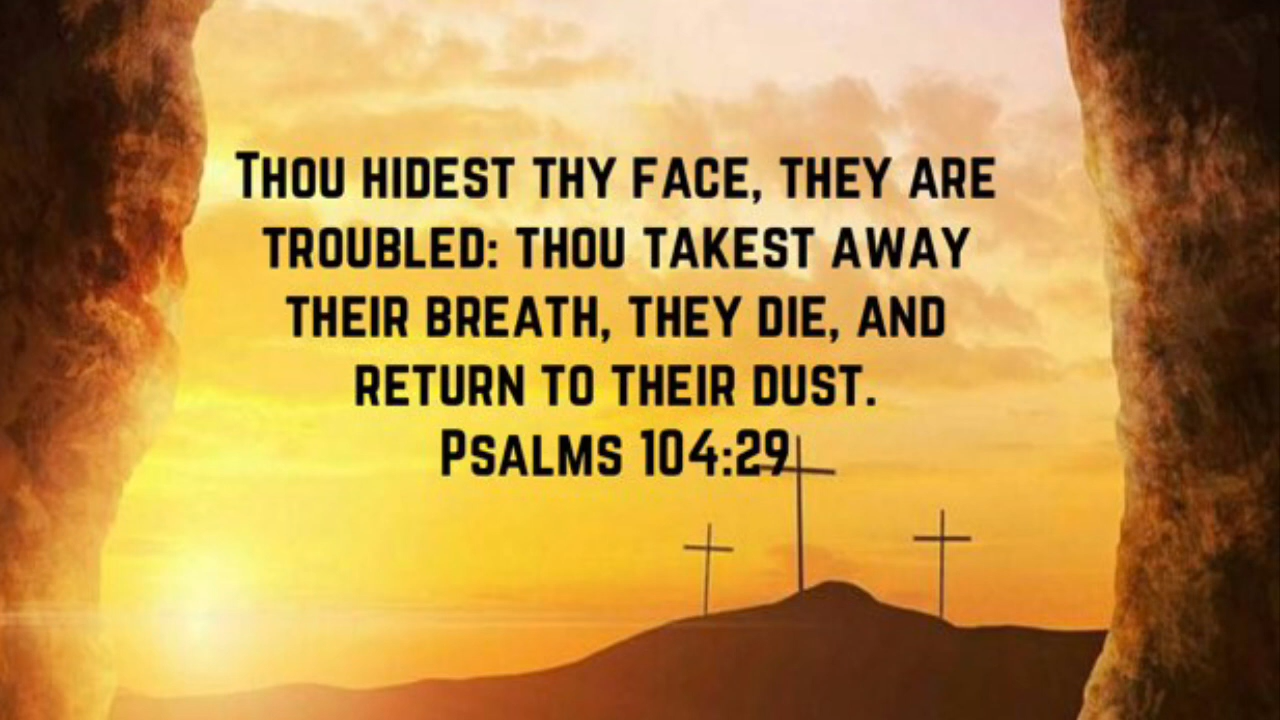 Thou hidest thy face, they are
troubled: thou takest away
their breath, they die, and
return to their dust.
Psalms 104:29